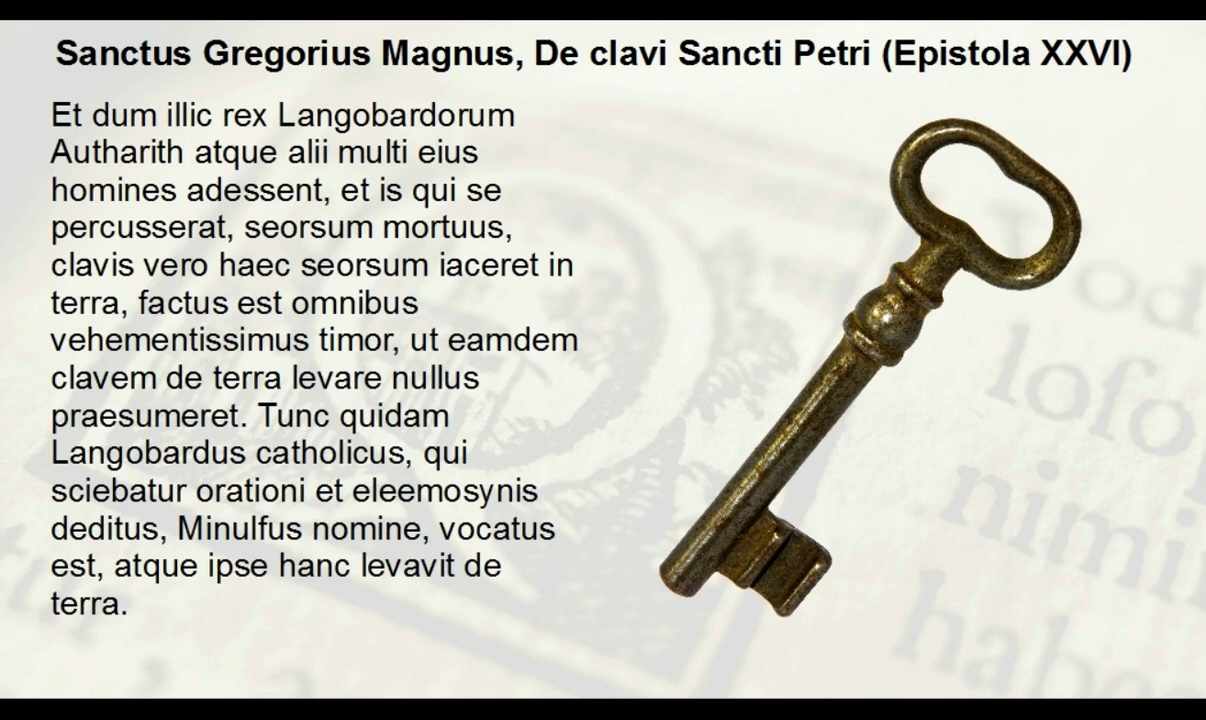 Sanctus Gregorius Magnus, De clavi Sancti Petri (Epistola XXVI)
Et dum illic rex Langobardorum
Autharith atque alii multi eius
homines adessent, et is qui se
percusserat, seorsum mortuus,
clavis vero haec seorsum iaceret in
terra, factus est omnibus
vehementissimus timor, ut eamdem
clavem de terra levare nullus
praesumeret. Tunc quidam
Langobardus catholicus, qui
sciebatur orationi et eleemosynis
deditus, Minulfus nomine, vocatus
est, atque ipse hanc levavit de
terra.